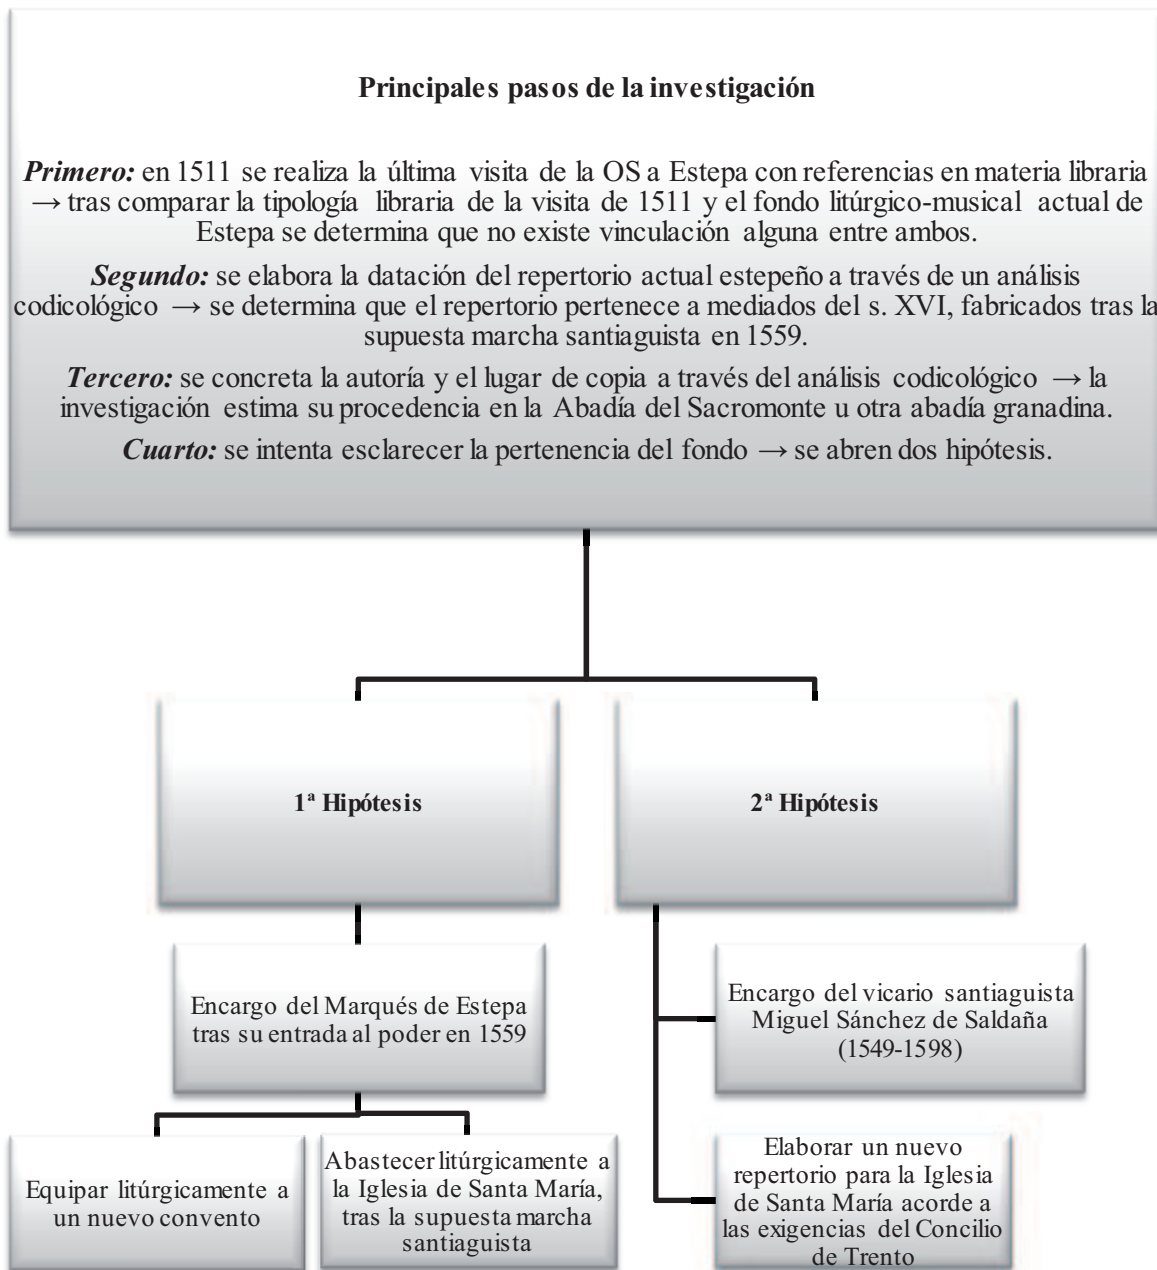 Principales pasos de la investigación
Primero: en 1511 se realiza la última visita de la OS a Estepa con referencias en materia libraria
→ tras comparar la tipología libraria de la visita de 1511 y el fondo litúrgico-musical actual de
Estepa se determina que no existe vinculación alguna entre ambos.
Segundo: se elabora la datación del repertorio actual estepeño a través de un análisis
codicológico → se determina que el repertorio pertenece a mediados del s. XVI, fabricados tras la
supuesta marcha santiaguista en 1559.
Tercero: se concreta la autoría y el lugar de copia a través del análisis codicológico → la
investigación estima su procedencia en la Abadía del Sacromonte u otra abadía granadina.
Cuarto: se intenta esclarecer la pertenencia del fondo → se abren dos hipótesis.
1ª Hipótesis
2ª Hipótesis
Encargo del Marqués de Estepa
tras su entrada al poder en 1559
Equipar litúrgicamente a
un nuevo convento
Abastecer litúrgicamente a
la Iglesia de Santa María,
tras la supuesta marcha
santiaguista
Encargo del vicario santiaguista
Miguel Sánchez de Saldaña
(1549-1598)
Elaborar un nuevo
repertorio para la Iglesia
de Santa María acorde a
las exigencias del Concilio
de Trento